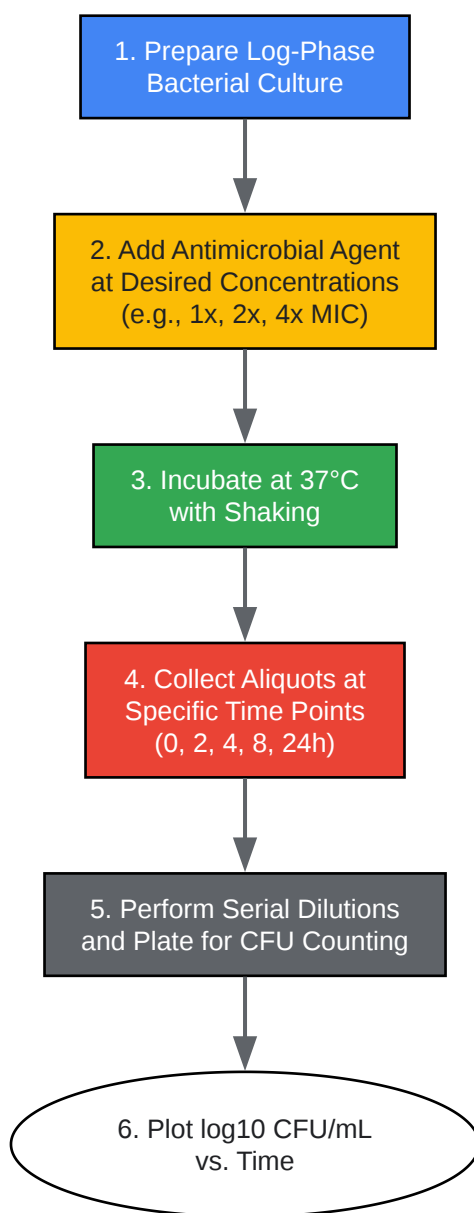 1. Prepare Log-Phase
Bacterial Culture
2. Add Antimicrobial Agent
at Desired Concentrations
(e.g., 1x, 2x, 4x MIC)
3. Incubate at 37°C
with Shaking
4. Collect Aliquots at
Specific Time Points
(0, 2, 4, 8, 24h)
5. Perform Serial Dilutions
and Plate for CFU Counting
6. Plot log10 CFU/mL
vs. Time